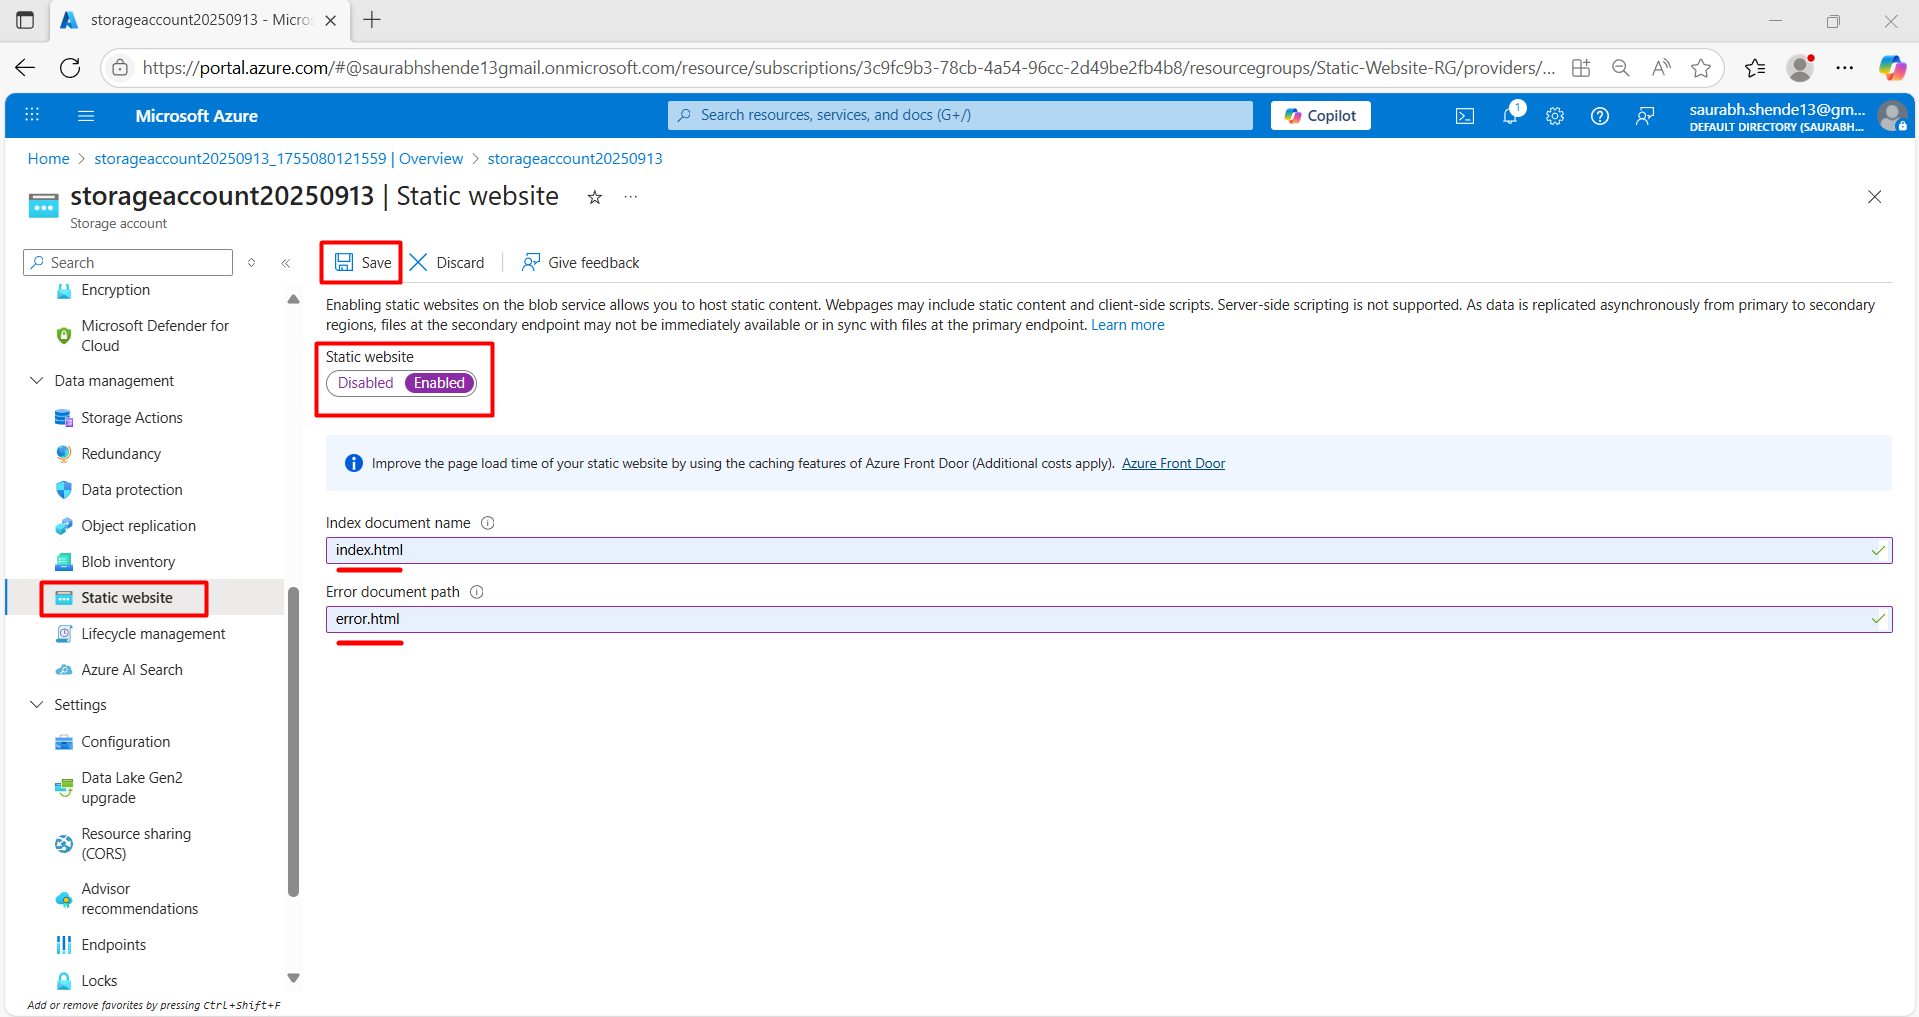 storageaccount20250913 - Micros
https://portal.azure.com/#@saurabhshende13gmail.onmicrosoft.com/resource/subscriptions/3c9fc9b3-78cb-4a54-96cc-2d49be2fb4b8/resourcegroups/Static-Website-RG/providers/...
Microsoft Azure
Search resources, services, and docs (G+/)
Copilot
1
saurabh.shende13@gm...
DEFAULT DIRECTORY (SAURABH...
Home > storageaccount20250913_1755080121559 | Overview > storageaccount20250913
storageaccount20250913 | Static website
Storage account
Search
Save
Discard
Give feedback
Encryption
Microsoft Defender for
Cloud
Data management
Storage Actions
Redundancy
Data protection
Object replication
Blob inventory
Static website
Lifecycle management
Azure AI Search
Settings
Configuration
Data Lake Gen2
upgrade
Resource sharing
(CORS)
Advisor
recommendations
Endpoints
Locks
Add or remove favorites by pressing Ctrl+Shift+F
Enabling static websites on the blob service allows you to host static content. Webpages may include static content and client-side scripts. Server-side scripting is not supported. As data is replicated asynchronously from primary to secondary
regions, files at the secondary endpoint may not be immediately available or in sync with files at the primary endpoint. Learn more
Static website
Disabled Enabled
Improve the page load time of your static website by using the caching features of Azure Front Door (Additional costs apply). Azure Front Door
Index document name
index.html
Error document path
error.html